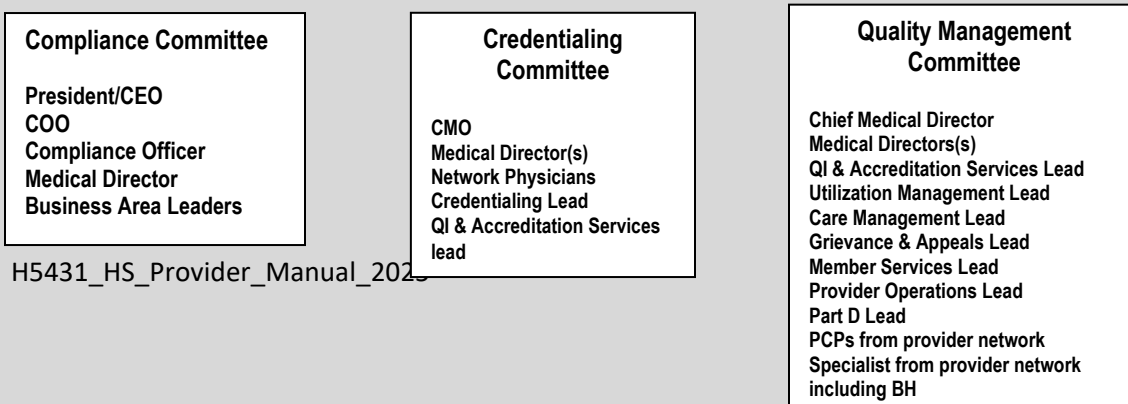 Compliance Committee
President/CEO
COO
Compliance Officer
Medical Director
Business Area Leaders
Credentialing
Committee
CMO
Medical Director(s)
Network Physicians
Credentialing Lead
QI & Accreditation Services
lead
Quality Management
Committee
Chief Medical Director
Medical Directors(s)
QI & Accreditation Services Lead
Utilization Management Lead
Care Management Lead
Grievance & Appeals Lead
Member Services Lead
Provider Operations Lead
Part D Lead
PCPs from provider network
Specialist from provider network
including BH
H5431_HS_Provider_Manual_2023